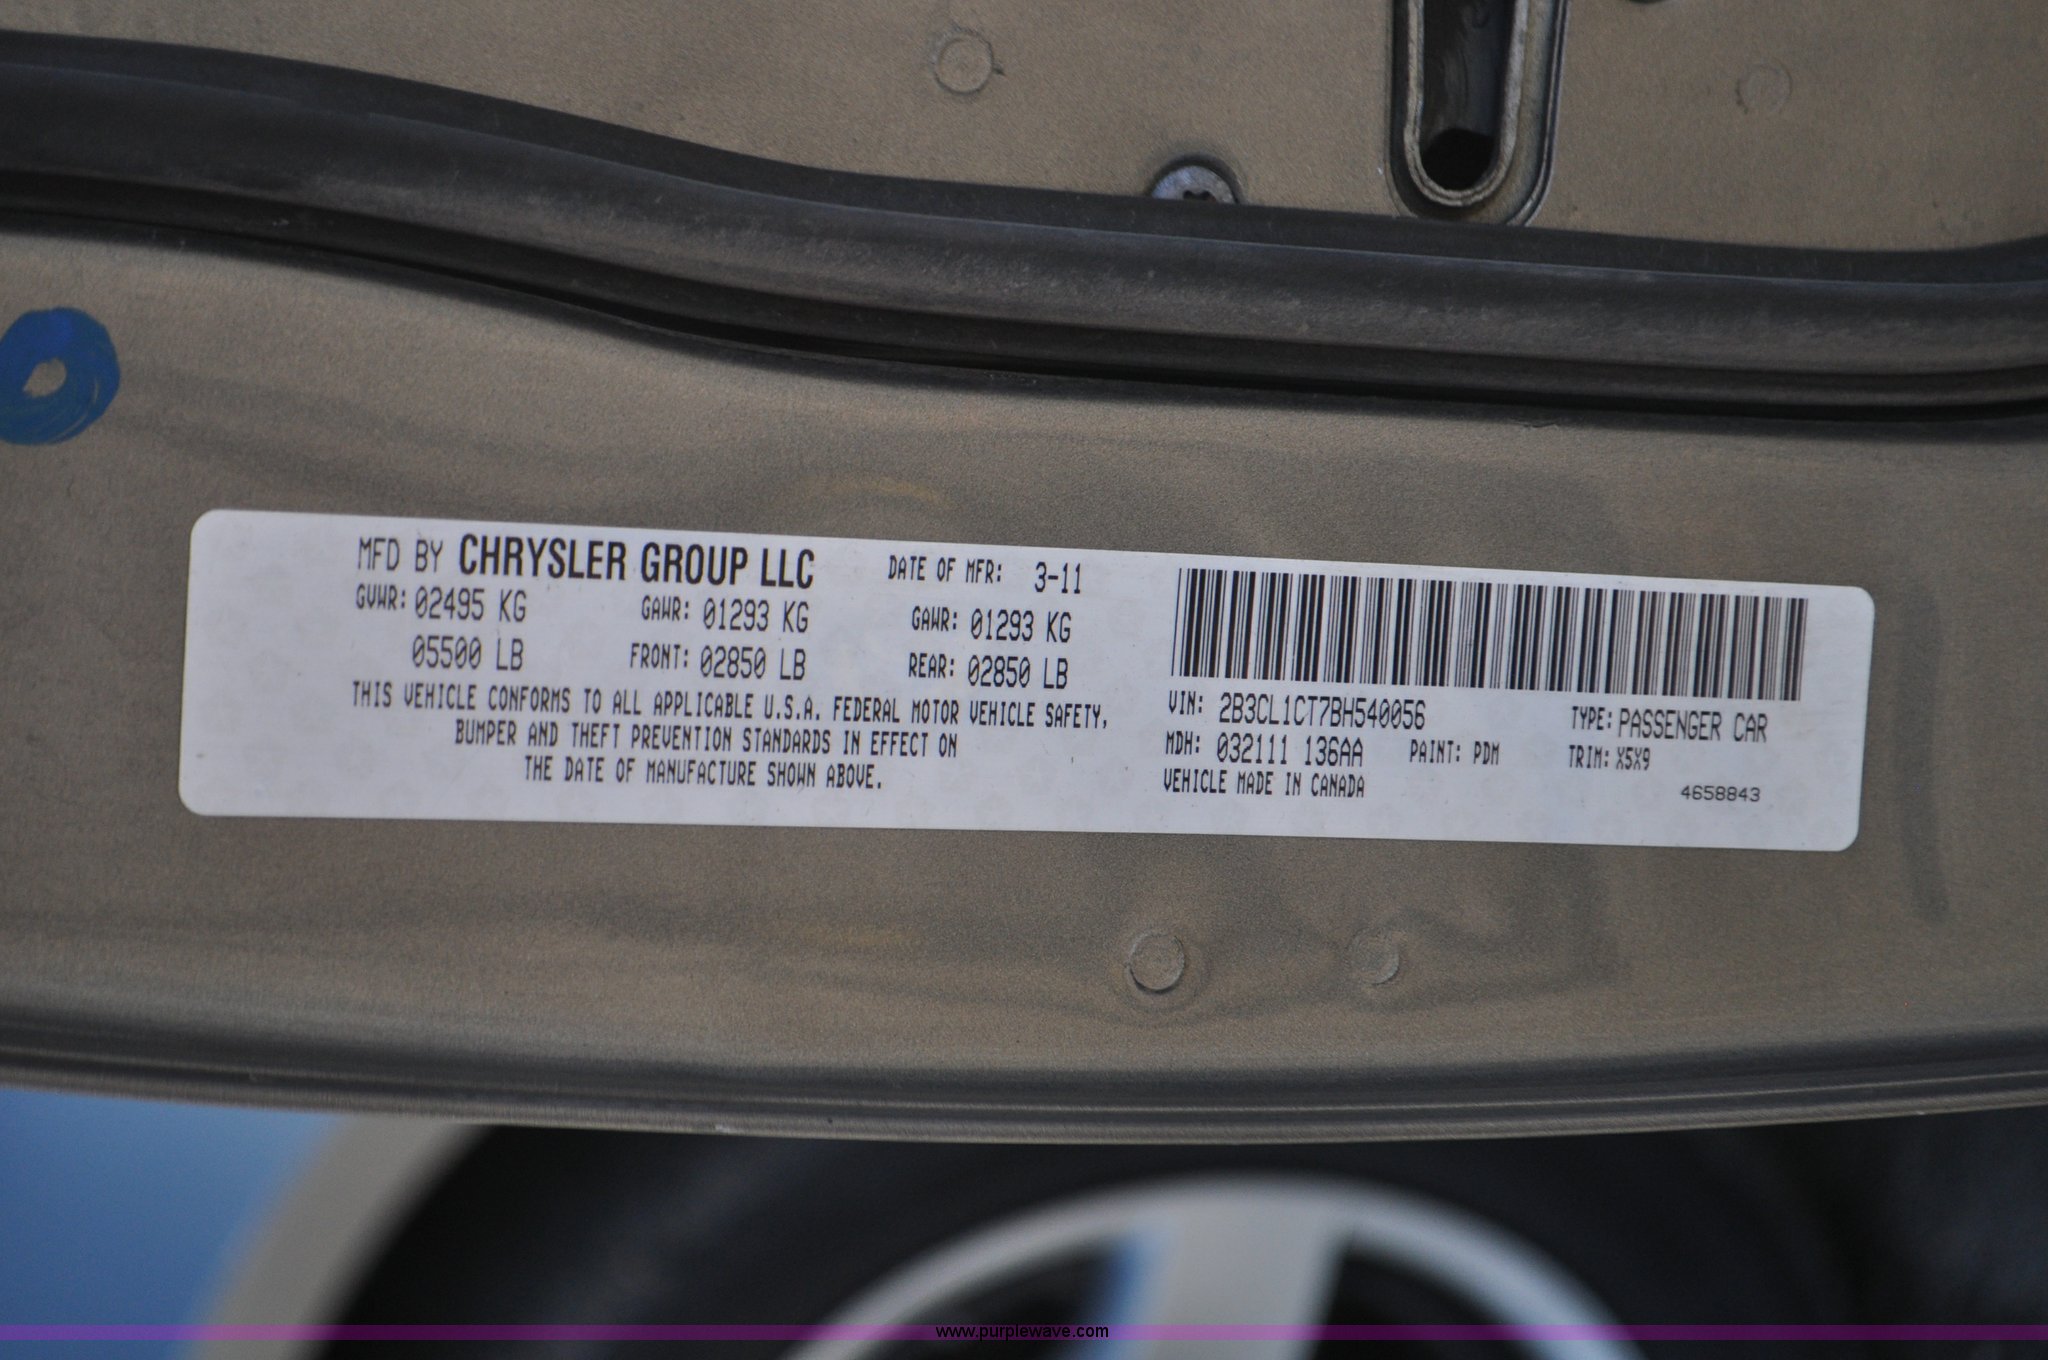 MFD BY CHRYSLER GROUP LLC DATE OF MFR: 3-11
GVWR: 02495 KG GAWR: 01293 KG GAWR: 01293 KG
05500 LB FRONT: 02850 LB REAR: 02850 LB
THIS VEHICLE CONFORMS TO ALL APPLICABLE U.S.A. FEDERAL MOTOR VEHICLE SAFETY,
BUMPER AND THEFT PREVENTION STANDARDS IN EFFECT ON
THE DATE OF MANUFACTURE SHOWN ABOVE.
VIN: 2B3CL1CT7BH540056 TYPE: PASSENGER CAR
MDH: 032111 136AA PAINT: PDM TRIM: X5X9
VEHICLE MADE IN CANADA 4658843
www.purplewave.com